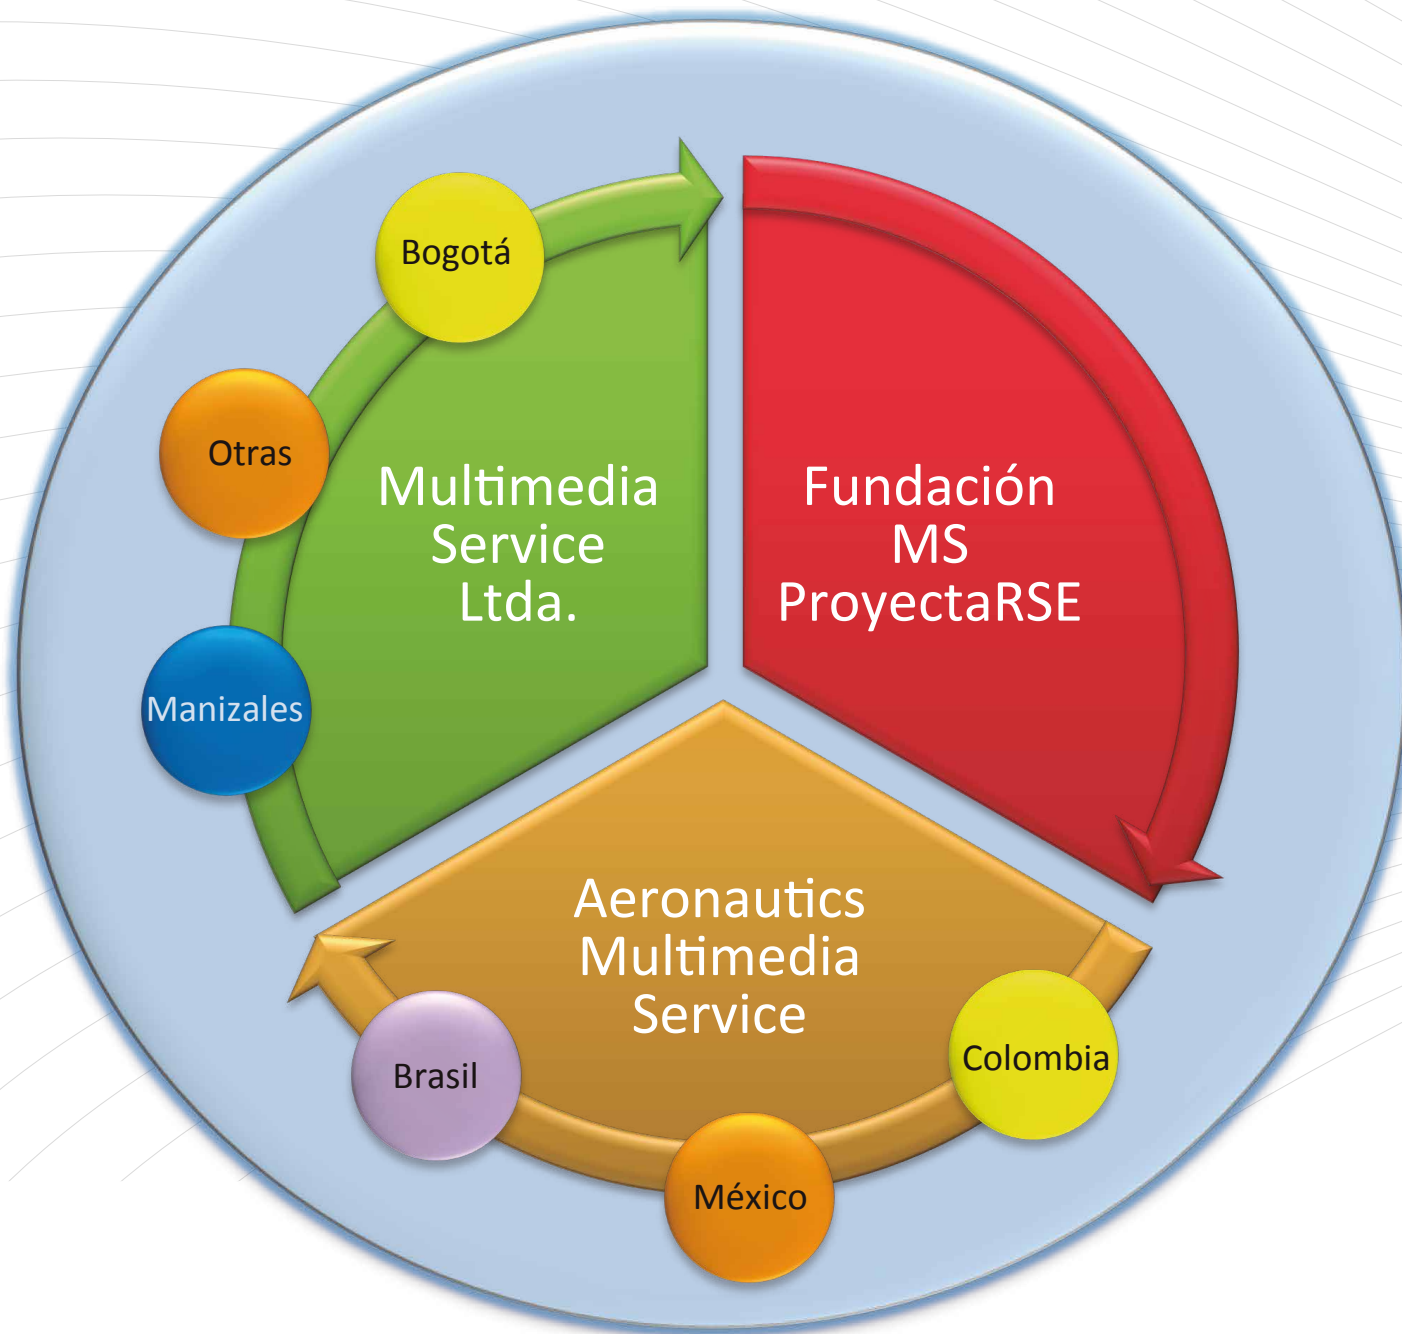 Bogotá
Otras
Manizales
Multimedia
Service
Ltda.
Fundación
MS
ProyectaRSE
Aeronautics
Multimedia
Service
Brasil
México
Colombia